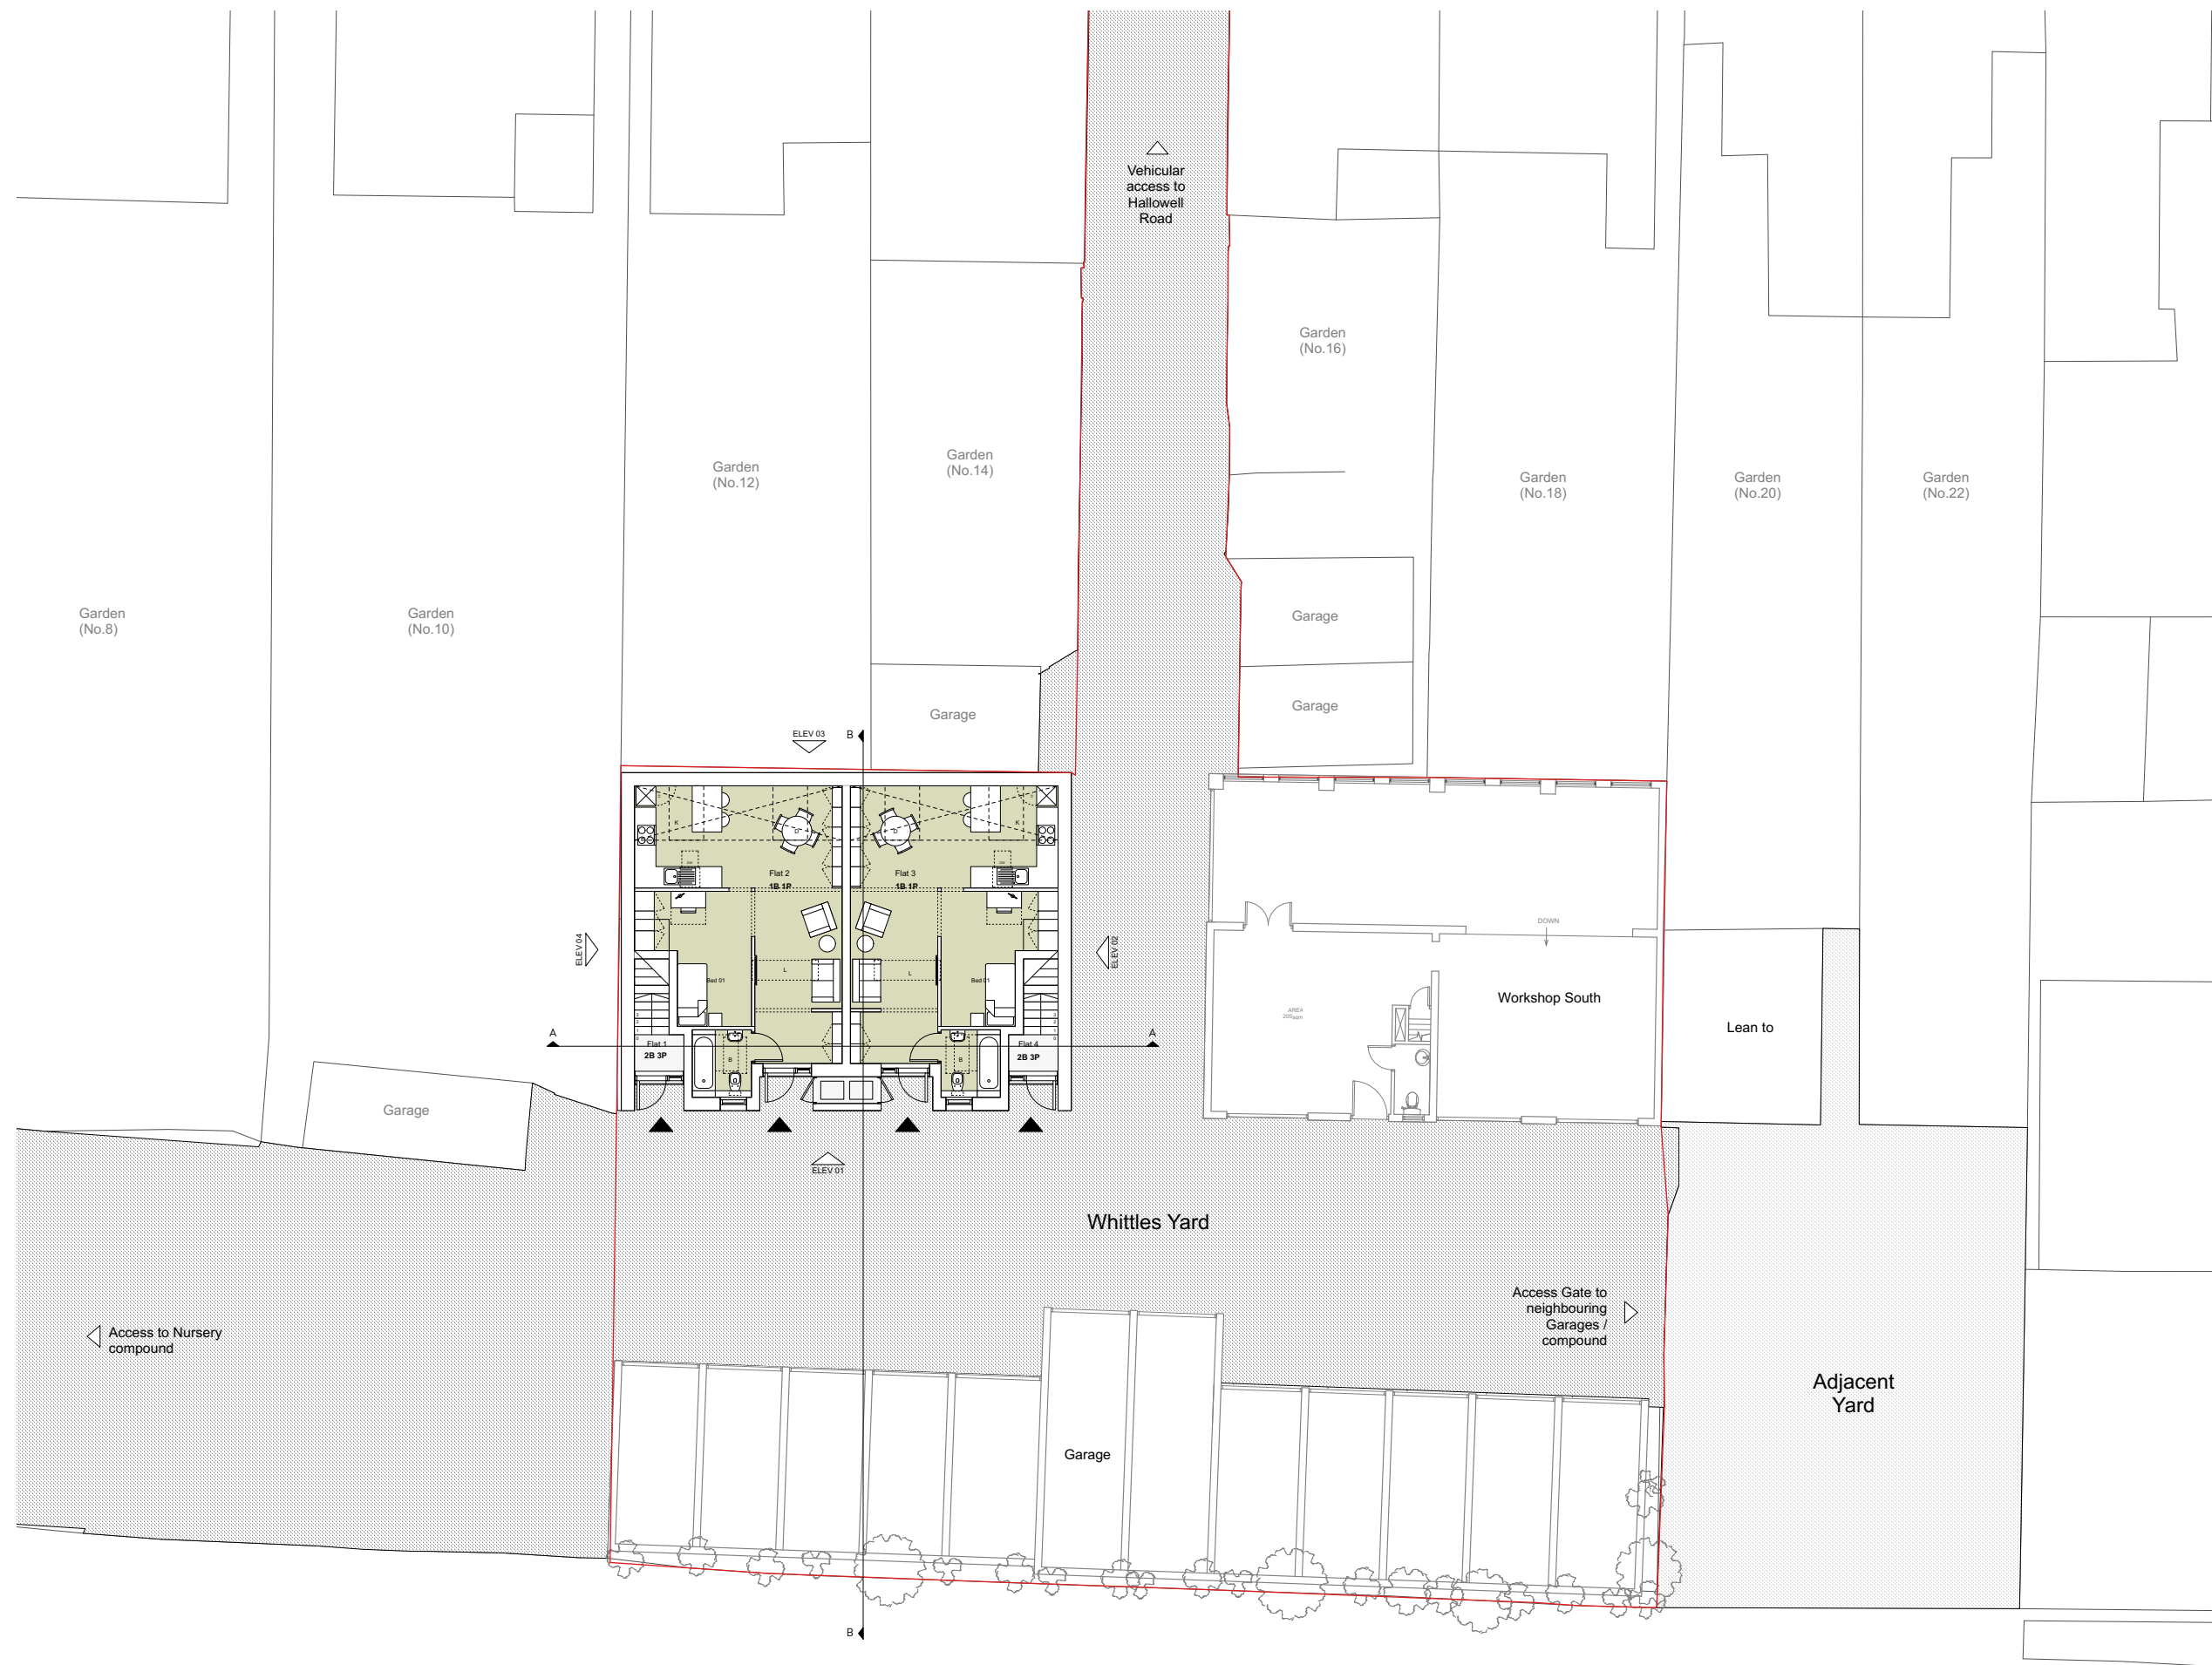 Vehicular
access to
Hallowell
Road
Garden
(No.16)
Garden
(No.14)
Garden
(No.12)
Garden
(No.18)
Garden
(No.20)
Garden
(No.22)
Garden
(No.8)
Garden
(No.10)
Garage
Garage
Garage
ELEV 03
B
K
D
D
K
Flat 2
1B 1P
Flat 3
1B 1P
ELEV 04
ELEV 02
DOWN
Bed 01
L
L
Bed 01
Workshop South
AREA
205sqm
Lean to
A
A
Flat 1
2B 3P
B
B
Flat 4
2B 3P
Garage
ELEV 01
Whittles Yard
Access Gate to
neighbouring
Garages /
compound
Access to Nursery
compound
Adjacent
Yard
Garage
B